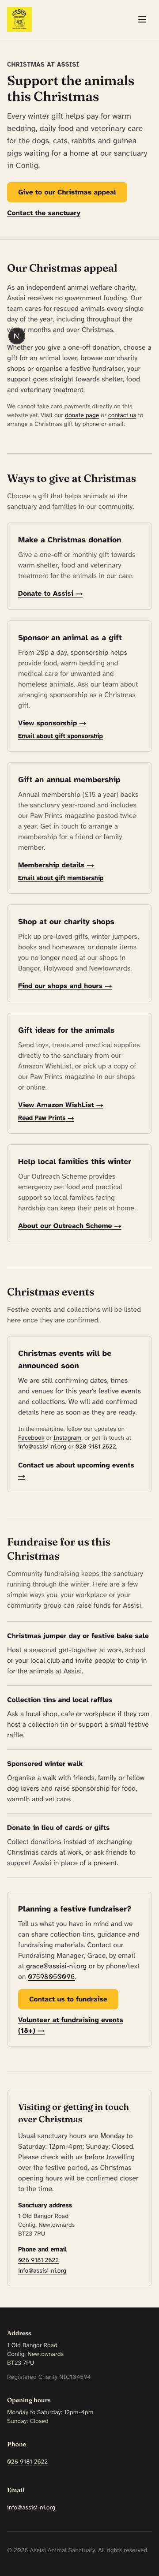 CHRISTMAS AT ASSISI
Support the animals
this Christmas
Every winter gift helps pay for warm
bedding, daily food and veterinary care
for the dogs, cats, rabbits and guinea
pigs waiting for a home at our sanctuary
in Conlig.
Give to our Christmas appeal
Contact the sanctuary
Our Christmas appeal
As an independent animal welfare charity,
Assisi receives no government funding. Our
team cares for rescued animals every single
day of the year, including throughout the
months and over Christmas.
Whether you give a one-off donation, choose a
gift for an animal lover, browse our charity
shops or organise a festive fundraiser, your
support goes straight towards shelter, food
and veterinary treatment.
We cannot take card payments directly on this
website yet. Visit our donate page or contact us to
arrange a Christmas gift by phone or email.
Ways to give at Christmas
Choose a gift that helps animals at the
sanctuary and families in our community.
Make a Christmas donation
Give a one-off or monthly gift towards
warm shelter, food and veterinary
treatment for the animals in our care.
Donate to Assisi →
Sponsor an animal as a gift
From 20p a day, sponsorship helps
provide food, warm bedding and
medical care for unwanted and
homeless animals. Ask our team about
arranging sponsorship as a Christmas
gift.
View sponsorship →
Email about gift sponsorship
Gift an annual membership
Annual membership (£15 a year) backs
the sanctuary year-round and includes
our Paw Prints magazine posted twice
a year. Get in touch to arrange a
membership for a friend or family
member.
Membership details →
Email about gift membership
Shop at our charity shops
Pick up pre-loved gifts, winter jumpers,
books and homeware, or donate items
you no longer need at our shops in
Bangor, Holywood and Newtownards.
Find our shops and hours →
Gift ideas for the animals
Send toys, treats and practical supplies
directly to the sanctuary from our
Amazon WishList, or pick up a copy of
our Paw Prints magazine in our shops
or online.
View Amazon WishList →
Read Paw Prints →
Help local families this winter
Our Outreach Scheme provides
emergency pet food and practical
support so local families facing
hardship can keep their pets at home.
About our Outreach Scheme →
Christmas events
Festive events and collections will be listed
here once they are confirmed.
Christmas events will be
announced soon
We are still confirming dates, times
and venues for this year's festive events
and collections. We will add confirmed
details here as soon as they are ready.
In the meantime, follow our updates on
Facebook or Instagram, or get in touch at
info@assisi-ni.org or 028 9181 2622.
Contact us about upcoming events
→
Fundraise for us this
Christmas
Community fundraising keeps the sanctuary
running through the winter. Here are a few
simple ways you, your workplace or your
community group can raise funds for Assisi.
Christmas jumper day or festive bake sale
Host a seasonal get-together at work, school
or your local club and invite people to chip in
for the animals at Assisi.
Collection tins and local raffles
Ask a local shop, cafe or workplace if they can
host a collection tin or support a small festive
raffle.
Sponsored winter walk
Organise a walk with friends, family or fellow
dog lovers and raise sponsorship for food,
warmth and vet care.
Donate in lieu of cards or gifts
Collect donations instead of exchanging
Christmas cards at work, or ask friends to
support Assisi in place of a present.
Planning a festive fundraiser?
Tell us what you have in mind and we
can share collection tins, guidance and
fundraising materials. Contact our
Fundraising Manager, Grace, by email
at grace@assisi-ni.org or by phone/text
on 07598050096.
Contact us to fundraise
Volunteer at fundraising events
(18+) →
Visiting or getting in touch
over Christmas
Usual sanctuary hours are Monday to
Saturday: 12pm–4pm; Sunday: Closed.
Please check with us before travelling
over the festive period, as Christmas
opening hours will be confirmed closer
to the time.
Sanctuary address
1 Old Bangor Road
Conlig, Newtownards
BT23 7PU
Phone and email
028 9181 2622
info@assisi-ni.org
Address
1 Old Bangor Road
Conlig, Newtownards
BT23 7PU
Registered Charity NIC104594
Opening hours
Monday to Saturday: 12pm–4pm
Sunday: Closed
Phone
028 9181 2622
Email
info@assisi-ni.org
© 2026 Assisi Animal Sanctuary. All rights reserved.